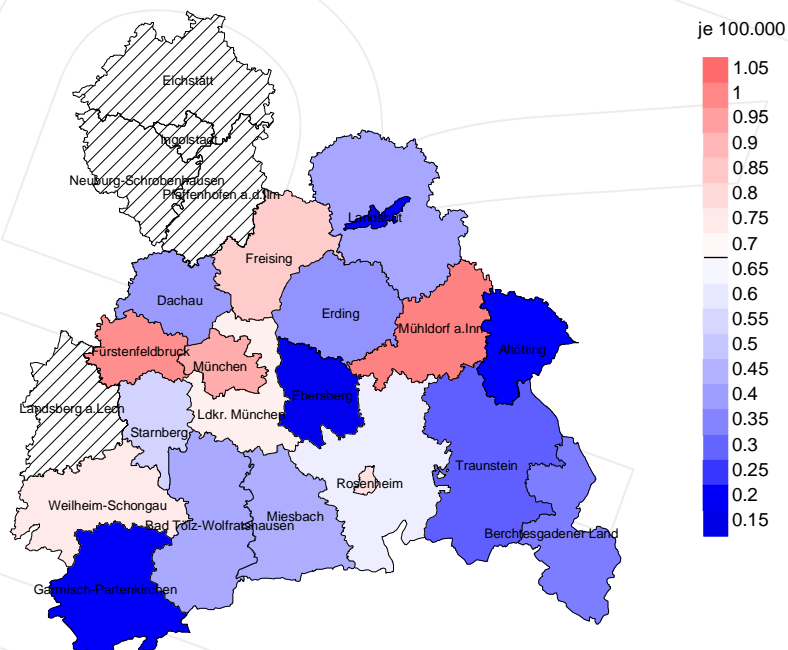 je 100.000
1.05
1
0.95
0.9
0.85
0.8
0.75
0.7
0.65
0.6
0.55
0.5
0.45
0.4
0.35
0.3
0.25
0.2
0.15
Eichstätt
Ingolstadt
Neuburg-Schrobenhausen
Pfaffenhofen a.d.Ilm
Landshut
Freising
Dachau
Erding
Mühldorf a.Inn
Fürstenfeldbruck
Altötting
München
Ebersberg
Landsberg a.Lech
Ldkr. München
Starnberg
Traunstein
Rosenheim
Weilheim-Schongau
Miesbach
Bad Tölz-Wolfratshausen
Berchtesgadener Land
Garmisch-Partenkirchen